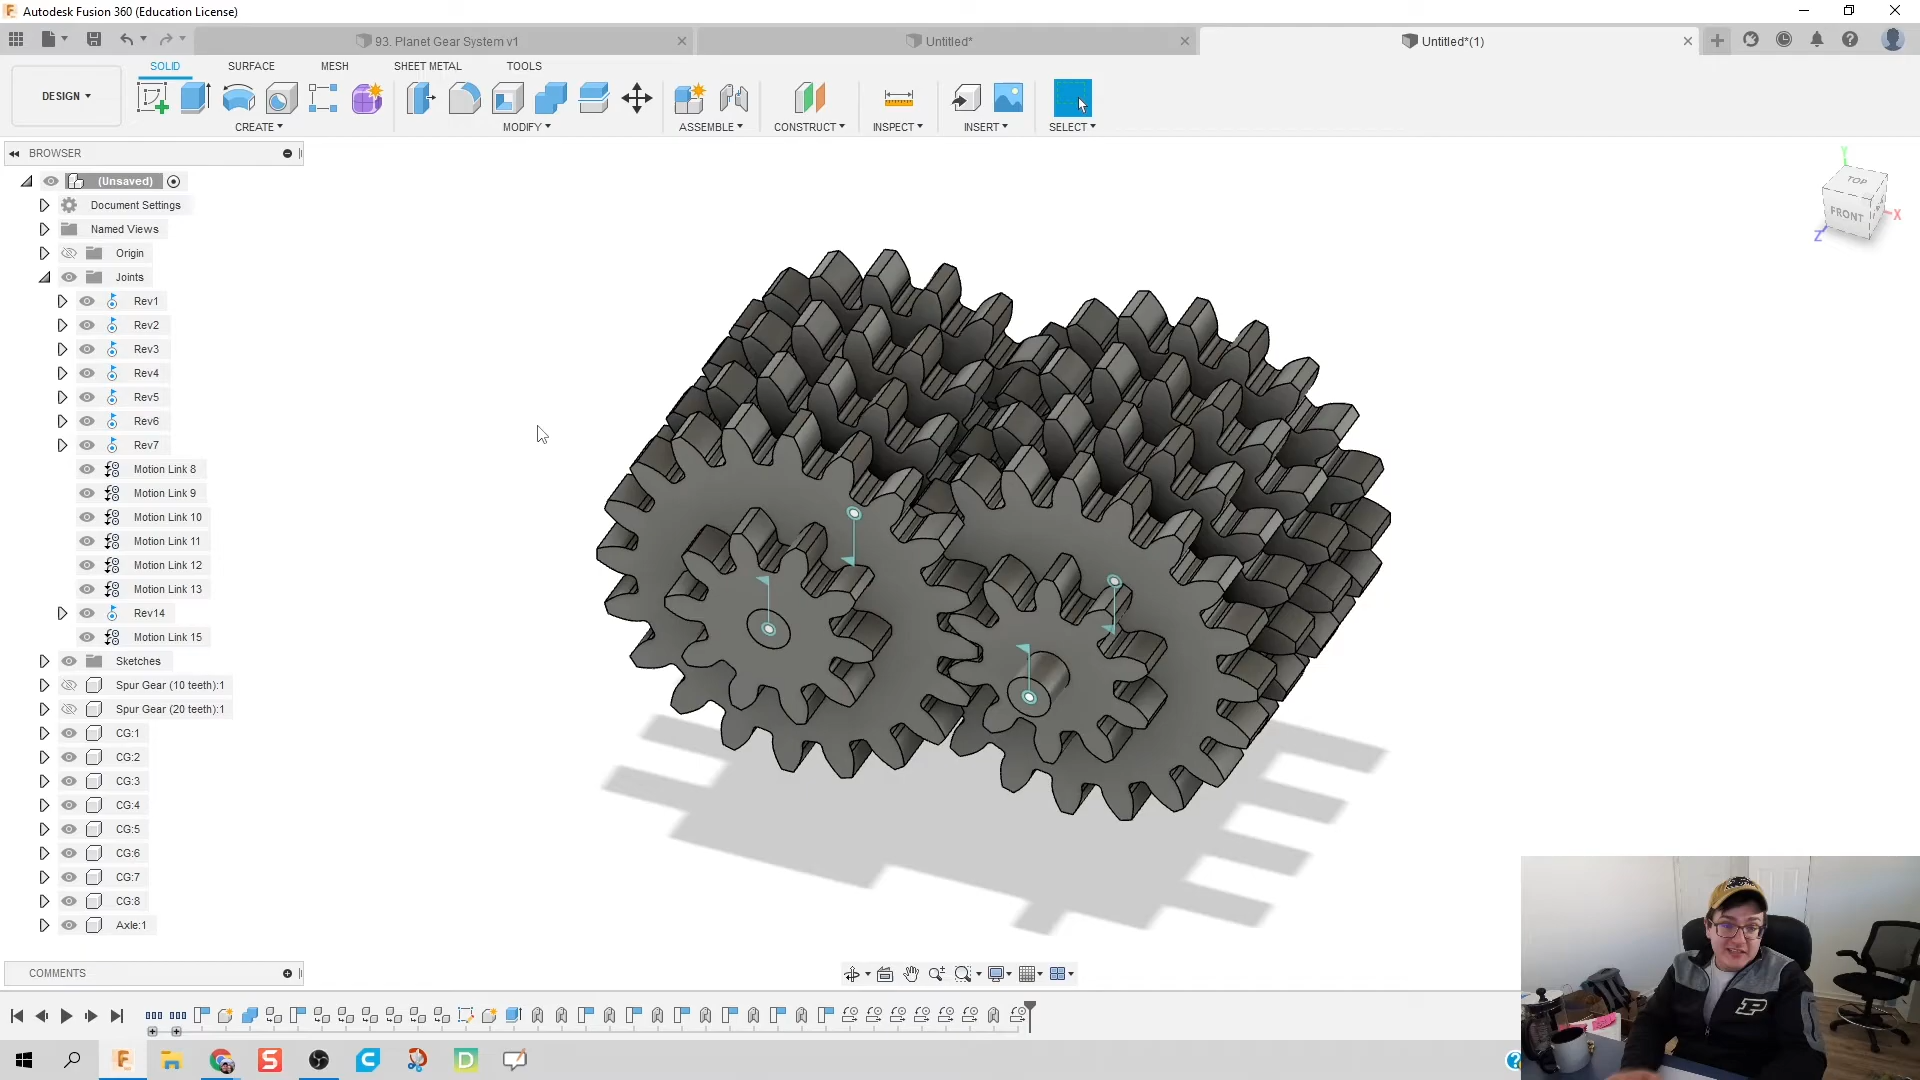 Autodesk Fusion 360 (Education License)
93. Planet Gear System v1
Untitled*
Untitled*(1)
DESIGN
SOLID
SURFACE
MESH
SHEET METAL
TOOLS
CREATE
MODIFY
ASSEMBLE
CONSTRUCT
INSPECT
INSERT
SELECT
BROWSER
(Unsaved)
Document Settings
Named Views
Origin
Joints
Rev1
Rev2
Rev3
Rev4
Rev5
Rev6
Rev7
Motion Link 8
Motion Link 9
Motion Link 10
Motion Link 11
Motion Link 12
Motion Link 13
Rev14
Motion Link 15
Sketches
Spur Gear (10 teeth):1
Spur Gear (20 teeth):1
CG:1
CG:2
CG:3
CG:4
CG:5
CG:6
CG:7
CG:8
Axle:1
COMMENTS
Y
TOP
FRONT
X
Z
P